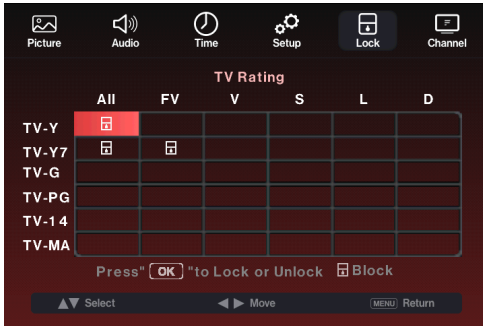 Picture Audio Time Setup Lock Channel
TV Rating
All FV V S L D
TV-Y
TV-Y7
TV-G
TV-PG
TV-14
TV-MA
Press" OK "to Lock or Unlock Block
Select Move MENU Return